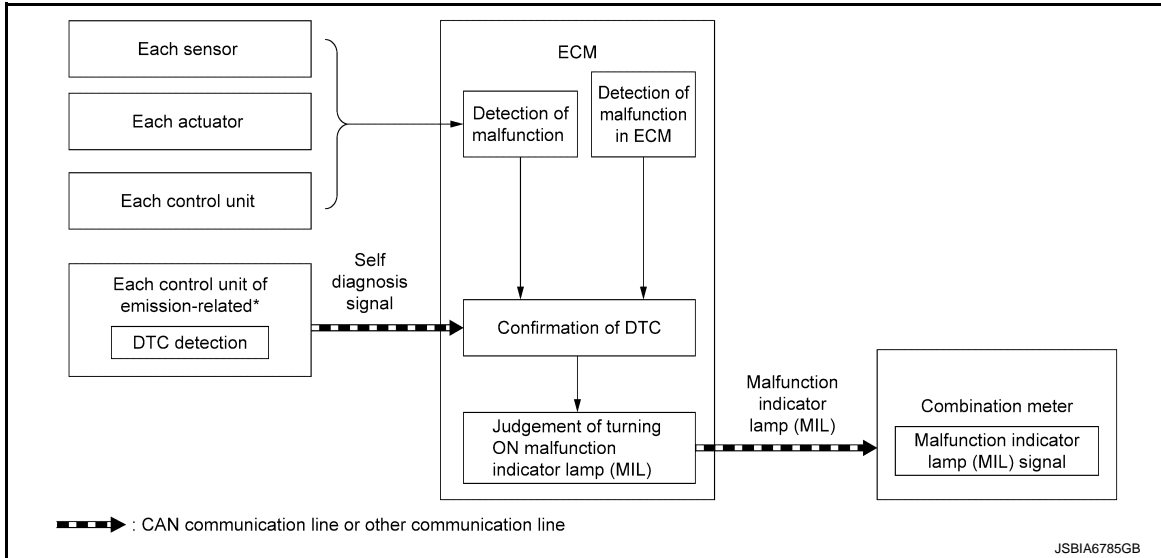 Each sensor
Each actuator
Each control unit
Each control unit of
emission-related*
DTC detection
Self
diagnosis
signal
ECM
Detection of
malfunction
Detection of
malfunction
in ECM
Confirmation of DTC
Judgement of turning
ON malfunction
indicator lamp (MIL)
Malfunction
indicator
lamp (MIL)
Combination meter
Malfunction indicator
lamp (MIL) signal
: CAN communication line or other communication line
JSBIA6785GB